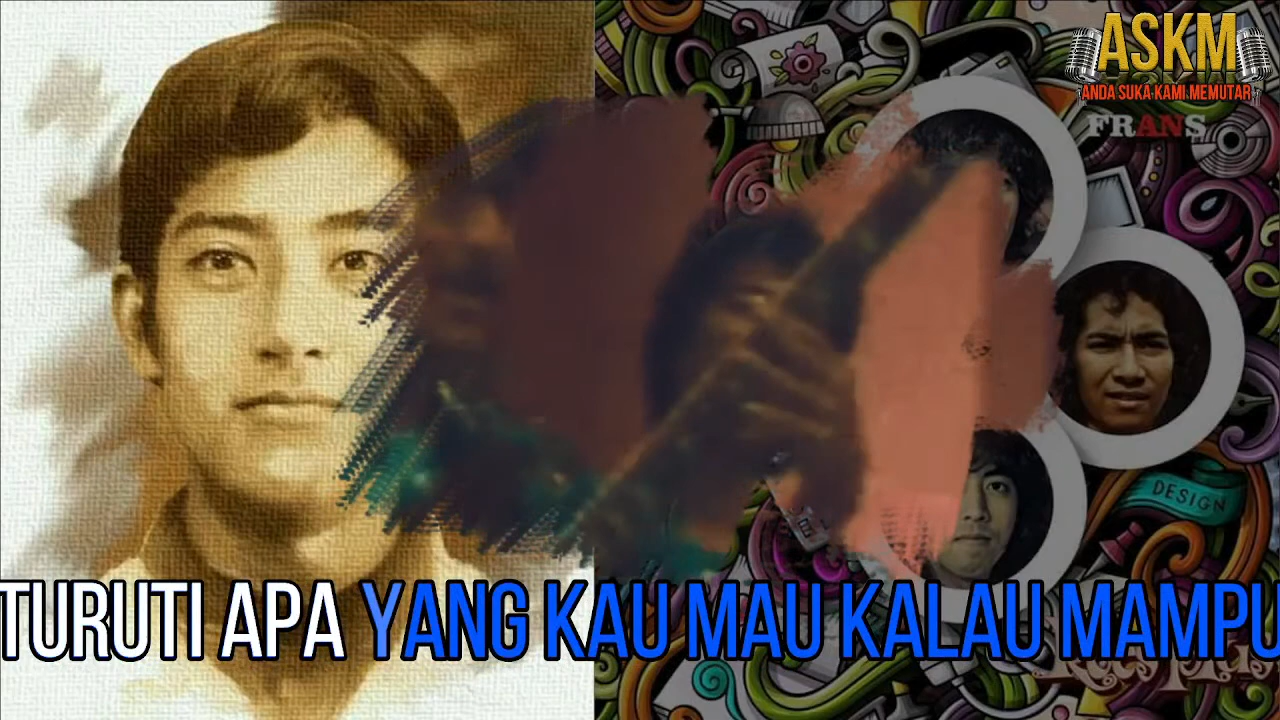 ASKM
ANDA SUKA KAMI MEMUTAR
FRANS
DESIGN
TURUTI APA YANG KAU MAU KALAU MAMPU